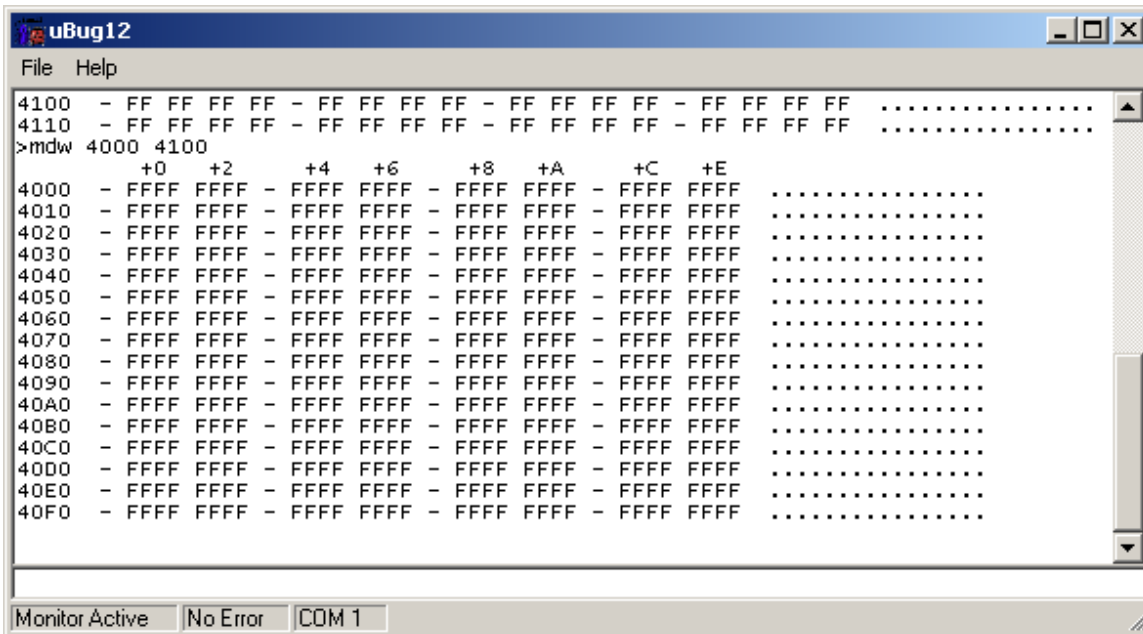 uBug12
File Help
4100 - FF FF FF FF - FF FF FF FF - FF FF FF FF - FF FF FF FF ................
4110 - FF FF FF FF - FF FF FF FF - FF FF FF FF - FF FF FF FF ................
>mdw 4000 4100
+0 +2 +4 +6 +8 +A +C +E
4000 - FFFF FFFF - FFFF FFFF - FFFF FFFF - FFFF FFFF ................
4010 - FFFF FFFF - FFFF FFFF - FFFF FFFF - FFFF FFFF ................
4020 - FFFF FFFF - FFFF FFFF - FFFF FFFF - FFFF FFFF ................
4030 - FFFF FFFF - FFFF FFFF - FFFF FFFF - FFFF FFFF ................
4040 - FFFF FFFF - FFFF FFFF - FFFF FFFF - FFFF FFFF ................
4050 - FFFF FFFF - FFFF FFFF - FFFF FFFF - FFFF FFFF ................
4060 - FFFF FFFF - FFFF FFFF - FFFF FFFF - FFFF FFFF ................
4070 - FFFF FFFF - FFFF FFFF - FFFF FFFF - FFFF FFFF ................
4080 - FFFF FFFF - FFFF FFFF - FFFF FFFF - FFFF FFFF ................
4090 - FFFF FFFF - FFFF FFFF - FFFF FFFF - FFFF FFFF ................
40A0 - FFFF FFFF - FFFF FFFF - FFFF FFFF - FFFF FFFF ................
40B0 - FFFF FFFF - FFFF FFFF - FFFF FFFF - FFFF FFFF ................
40C0 - FFFF FFFF - FFFF FFFF - FFFF FFFF - FFFF FFFF ................
40D0 - FFFF FFFF - FFFF FFFF - FFFF FFFF - FFFF FFFF ................
40E0 - FFFF FFFF - FFFF FFFF - FFFF FFFF - FFFF FFFF ................
40F0 - FFFF FFFF - FFFF FFFF - FFFF FFFF - FFFF FFFF ................
Monitor Active No Error COM 1